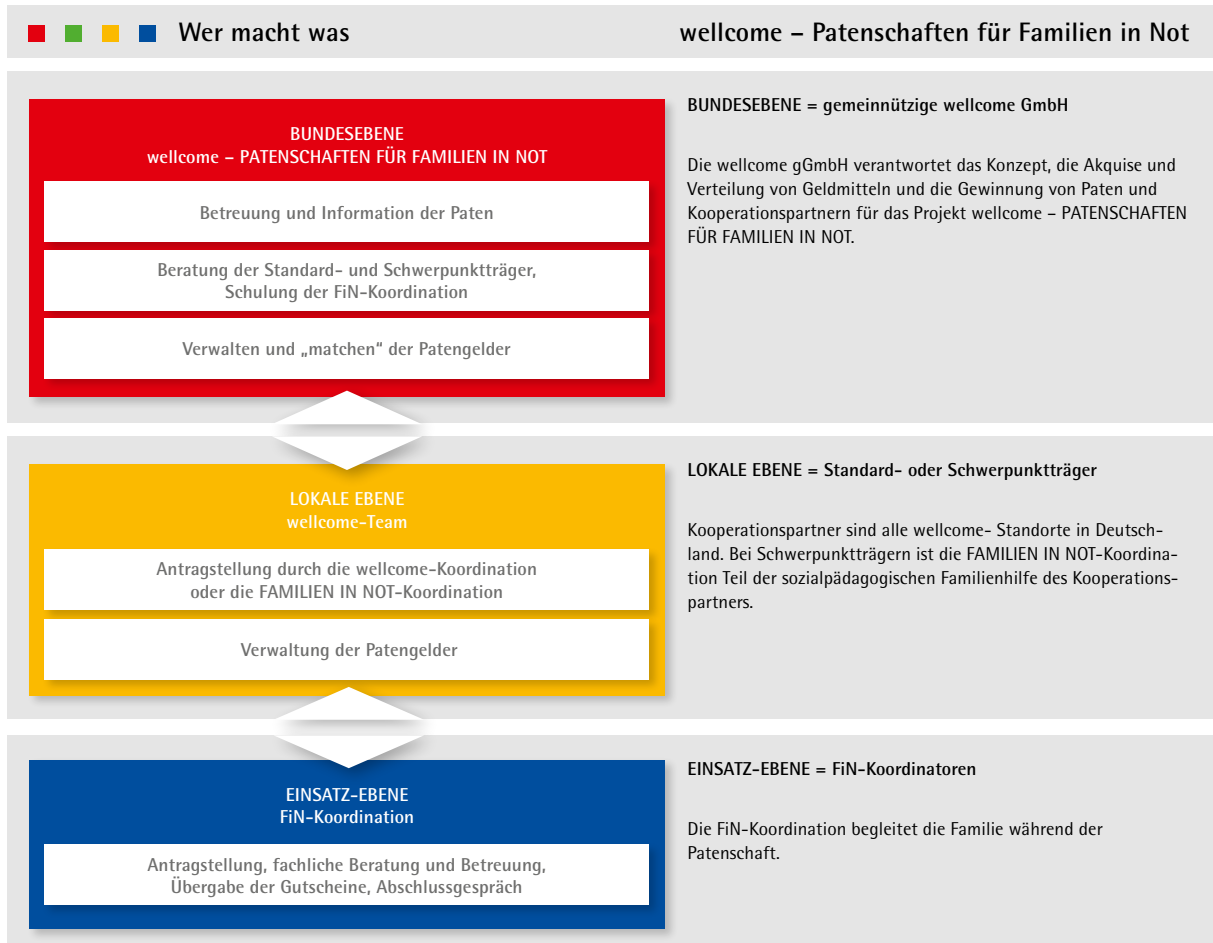 Wer macht was
wellcome – Patenschaften für Familien in Not
BUNDESEBENE
wellcome – PATENSCHAFTEN FÜR FAMILIEN IN NOT
Betreuung und Information der Paten
Beratung der Standard- und Schwerpunktträger,
Schulung der FiN-Koordination
Verwalten und „matchen" der Patengelder
BUNDESEBENE = gemeinnützige wellcome GmbH
Die wellcome gGmbH verantwortet das Konzept, die Akquise und
Verteilung von Geldmitteln und die Gewinnung von Paten und
Kooperationspartnern für das Projekt wellcome – PATENSCHAFTEN
FÜR FAMILIEN IN NOT.
LOKALE EBENE
wellcome-Team
Antragstellung durch die wellcome-Koordination
oder die FAMILIEN IN NOT-Koordination
Verwaltung der Patengelder
LOKALE EBENE = Standard- oder Schwerpunktträger
Kooperationspartner sind alle wellcome- Standorte in Deutsch-
land. Bei Schwerpunktträgern ist die FAMILIEN IN NOT-Koordina-
tion Teil der sozialpädagogischen Familienhilfe des Kooperations-
partners.
EINSATZ-EBENE
FiN-Koordination
Antragstellung, fachliche Beratung und Betreuung,
Übergabe der Gutscheine, Abschlussgespräch
EINSATZ-EBENE = FiN-Koordinatoren
Die FiN-Koordination begleitet die Familie während der
Patenschaft.